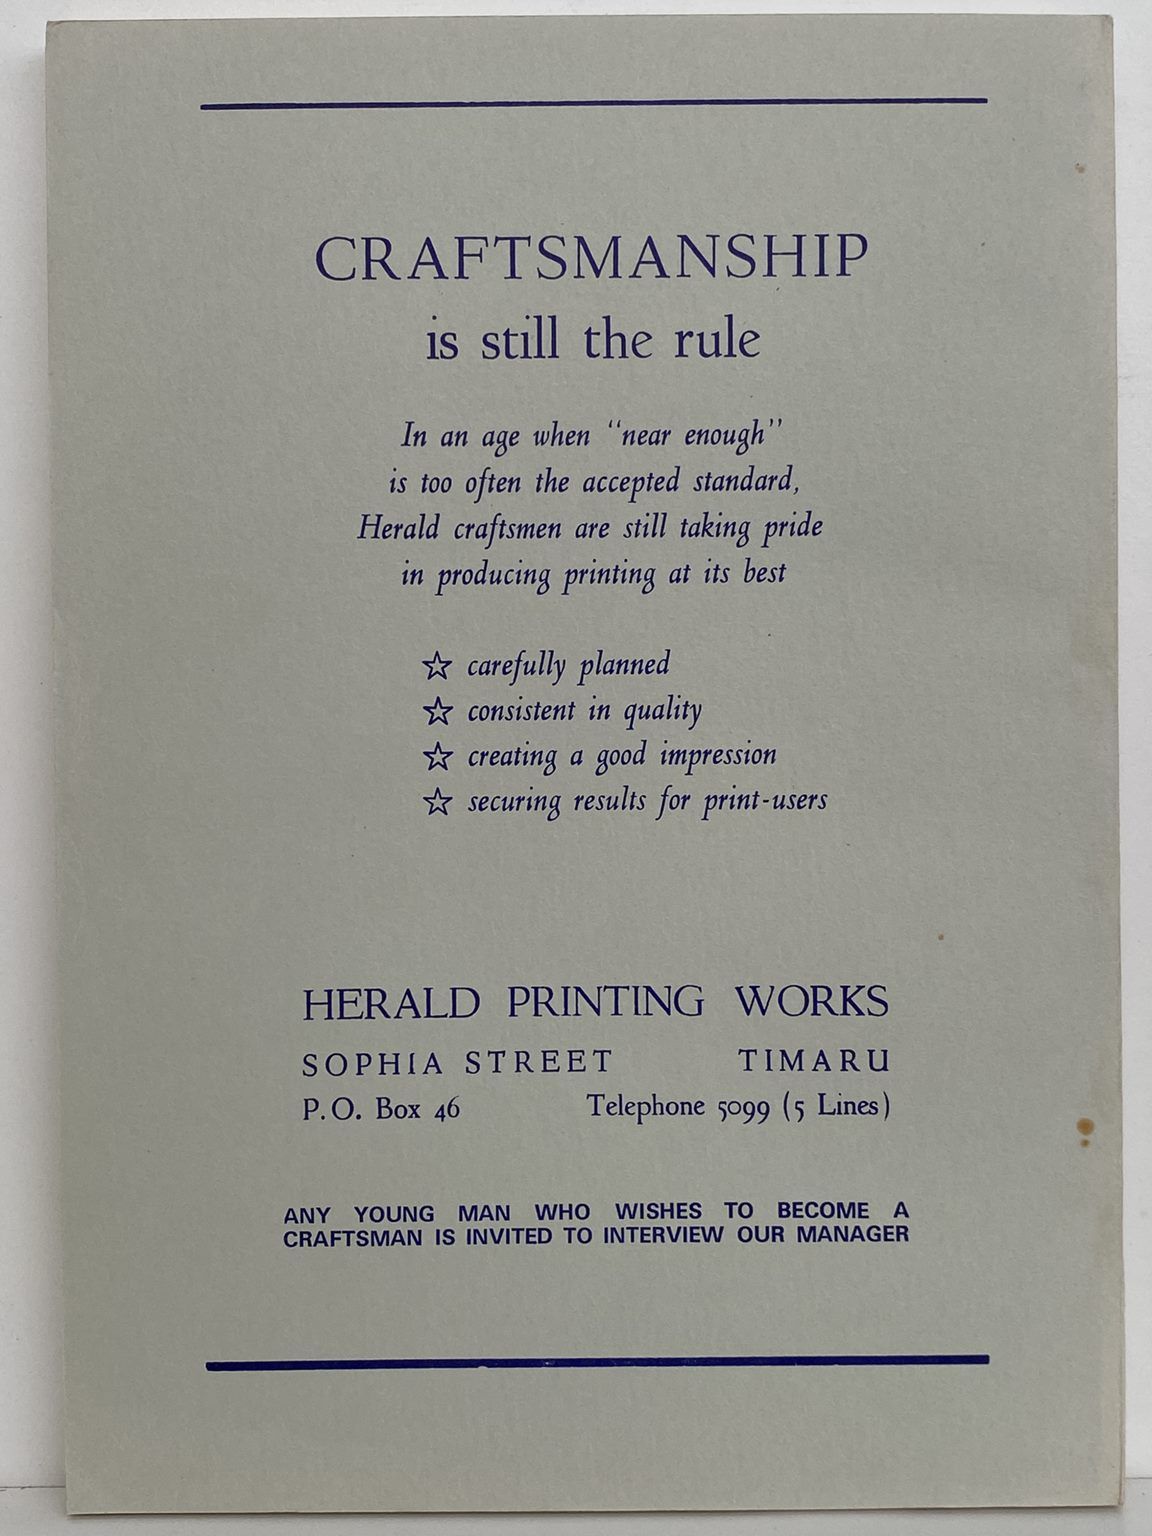 CRAFTSMANSHIP
is still the rule
In an age when "near enough"
is too often the accepted standard,
Herald craftsmen are still taking pride
in producing printing at its best
☆ carefully planned
☆ consistent in quality
☆ creating a good impression
☆ securing results for print-users
HERALD PRINTING WORKS
SOPHIA STREET TIMARU
P.O. Box 46 Telephone 5099 (5 Lines)
ANY YOUNG MAN WHO WISHES TO BECOME A
CRAFTSMAN IS INVITED TO INTERVIEW OUR MANAGER